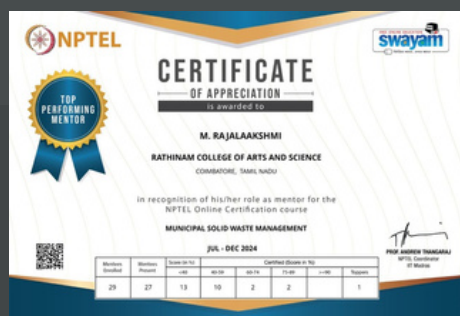 NPTEL
swayam
TOP
PERFORMING
MENTOR
CERTIFICATE
OF APPRECIATION
is awarded to
M. RAJALAAKSHMI
RATHINAM COLLEGE OF ARTS AND SCIENCE
COIMBATORE, TAMIL NADU
in recognition of his/her role as mentor for the
NPTEL Online Certification course
MUNICIPAL SOLID WASTE MANAGEMENT
JUL - DEC 2024
PROF. ANDREW THANGARAJ
NPTEL Coordinator
IIT Madras
Mentees Enrolled
Mentees Present
Score (in %)
Certified (Score in %)
<40
40-59
60-74
75-89
>=90
Toppers
29 27 13 10 2 2 1